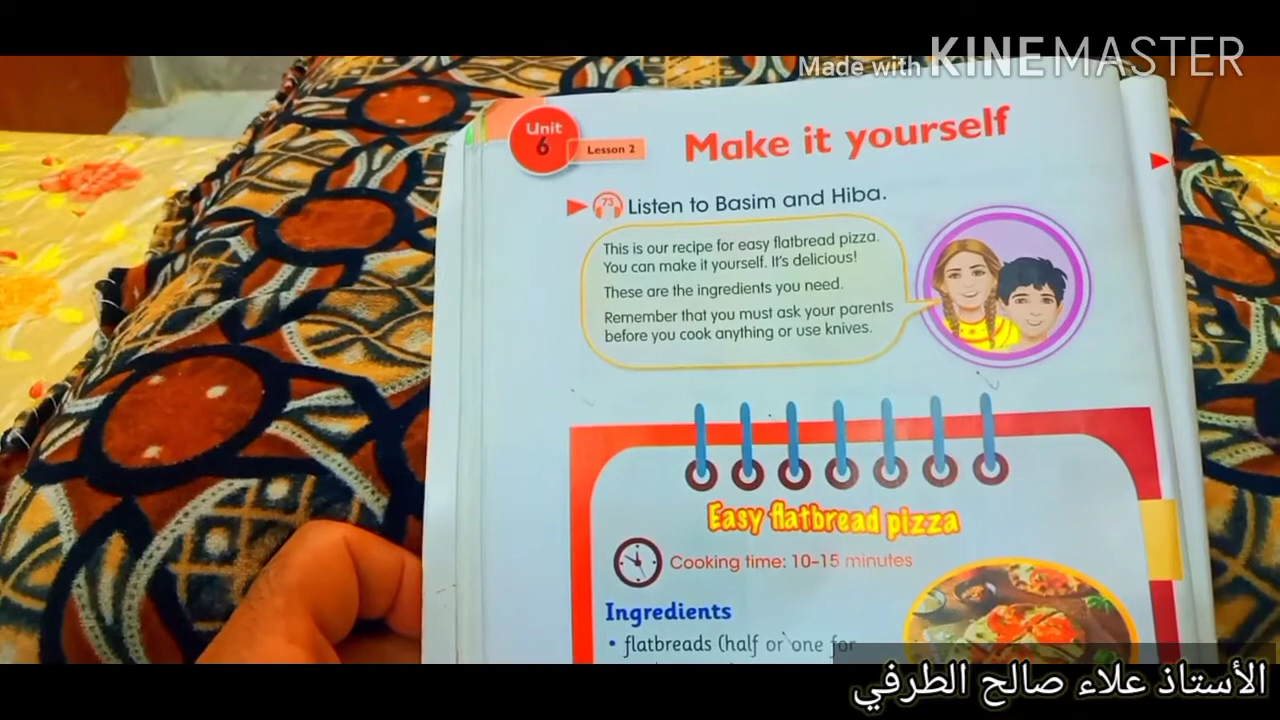 Made with KINEMASTER
Unit
6
Lesson 2
Make it yourself
73 Listen to Basim and Hiba.
This is our recipe for easy flatbread pizza.
You can make it yourself. It's delicious!
These are the ingredients you need.
Remember that you must ask your parents
before you cook anything or use knives.
Easy flatbread pizza
Cooking time: 10–15 minutes
Ingredients
• flatbreads (half or one for
الأستاذ علاء صالح الطرفي